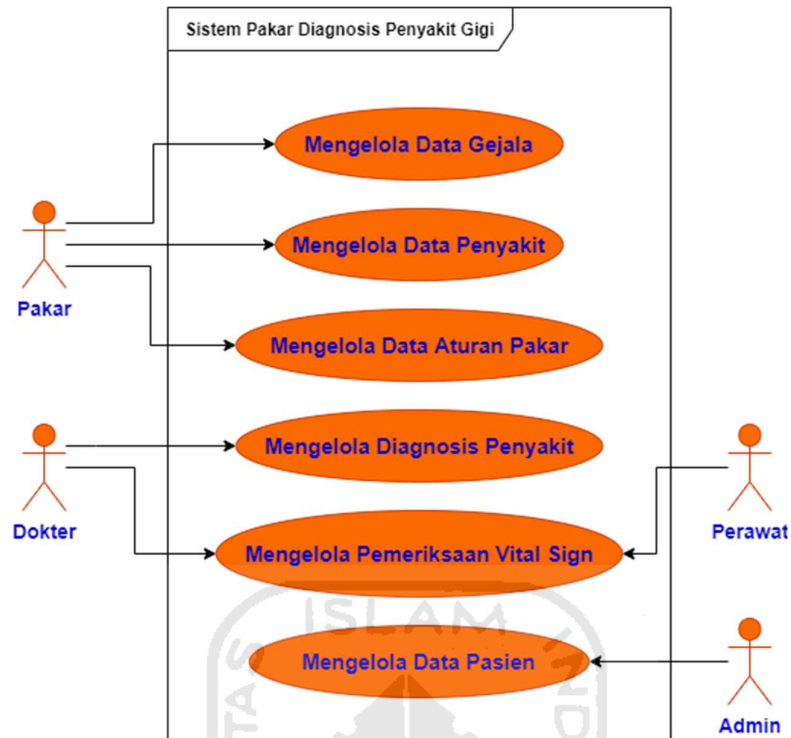 Sistem Pakar Diagnosis Penyakit Gigi
Mengelola Data Gejala
Mengelola Data Penyakit
Pakar
Mengelola Data Aturan Pakar
Mengelola Diagnosis Penyakit
Dokter
Perawat
Mengelola Pemeriksaan Vital Sign
ISLAM
Mengelola Data Pasien
Admin